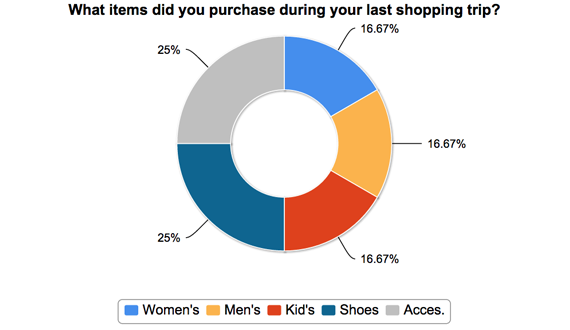 What items did you purchase during your last shopping trip?
16.67%
25%
16.67%
25%
16.67%
Women's Men's Kid's Shoes Acces.